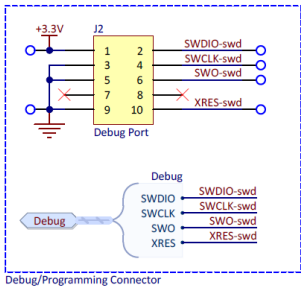 +3.3V
J2
1 2 SWDIO-swd
3 4 SWCLK-swd
5 6 SWO-swd
7 8
9 10 XRES-swd
Debug Port
Debug
SWDIO SWDIO-swd
SWCLK SWCLK-swd
Debug
SWO SWO-swd
XRES XRES-swd
Debug/Programming Connector